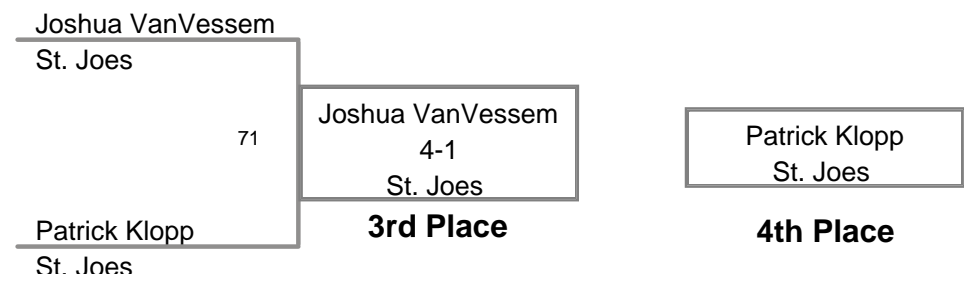 Joshua VanVessem
St. Joes
71
Joshua VanVessem
4-1
St. Joes
3rd Place
Patrick Klopp
St. Joes
4th Place
Patrick Klopp
St. Joes